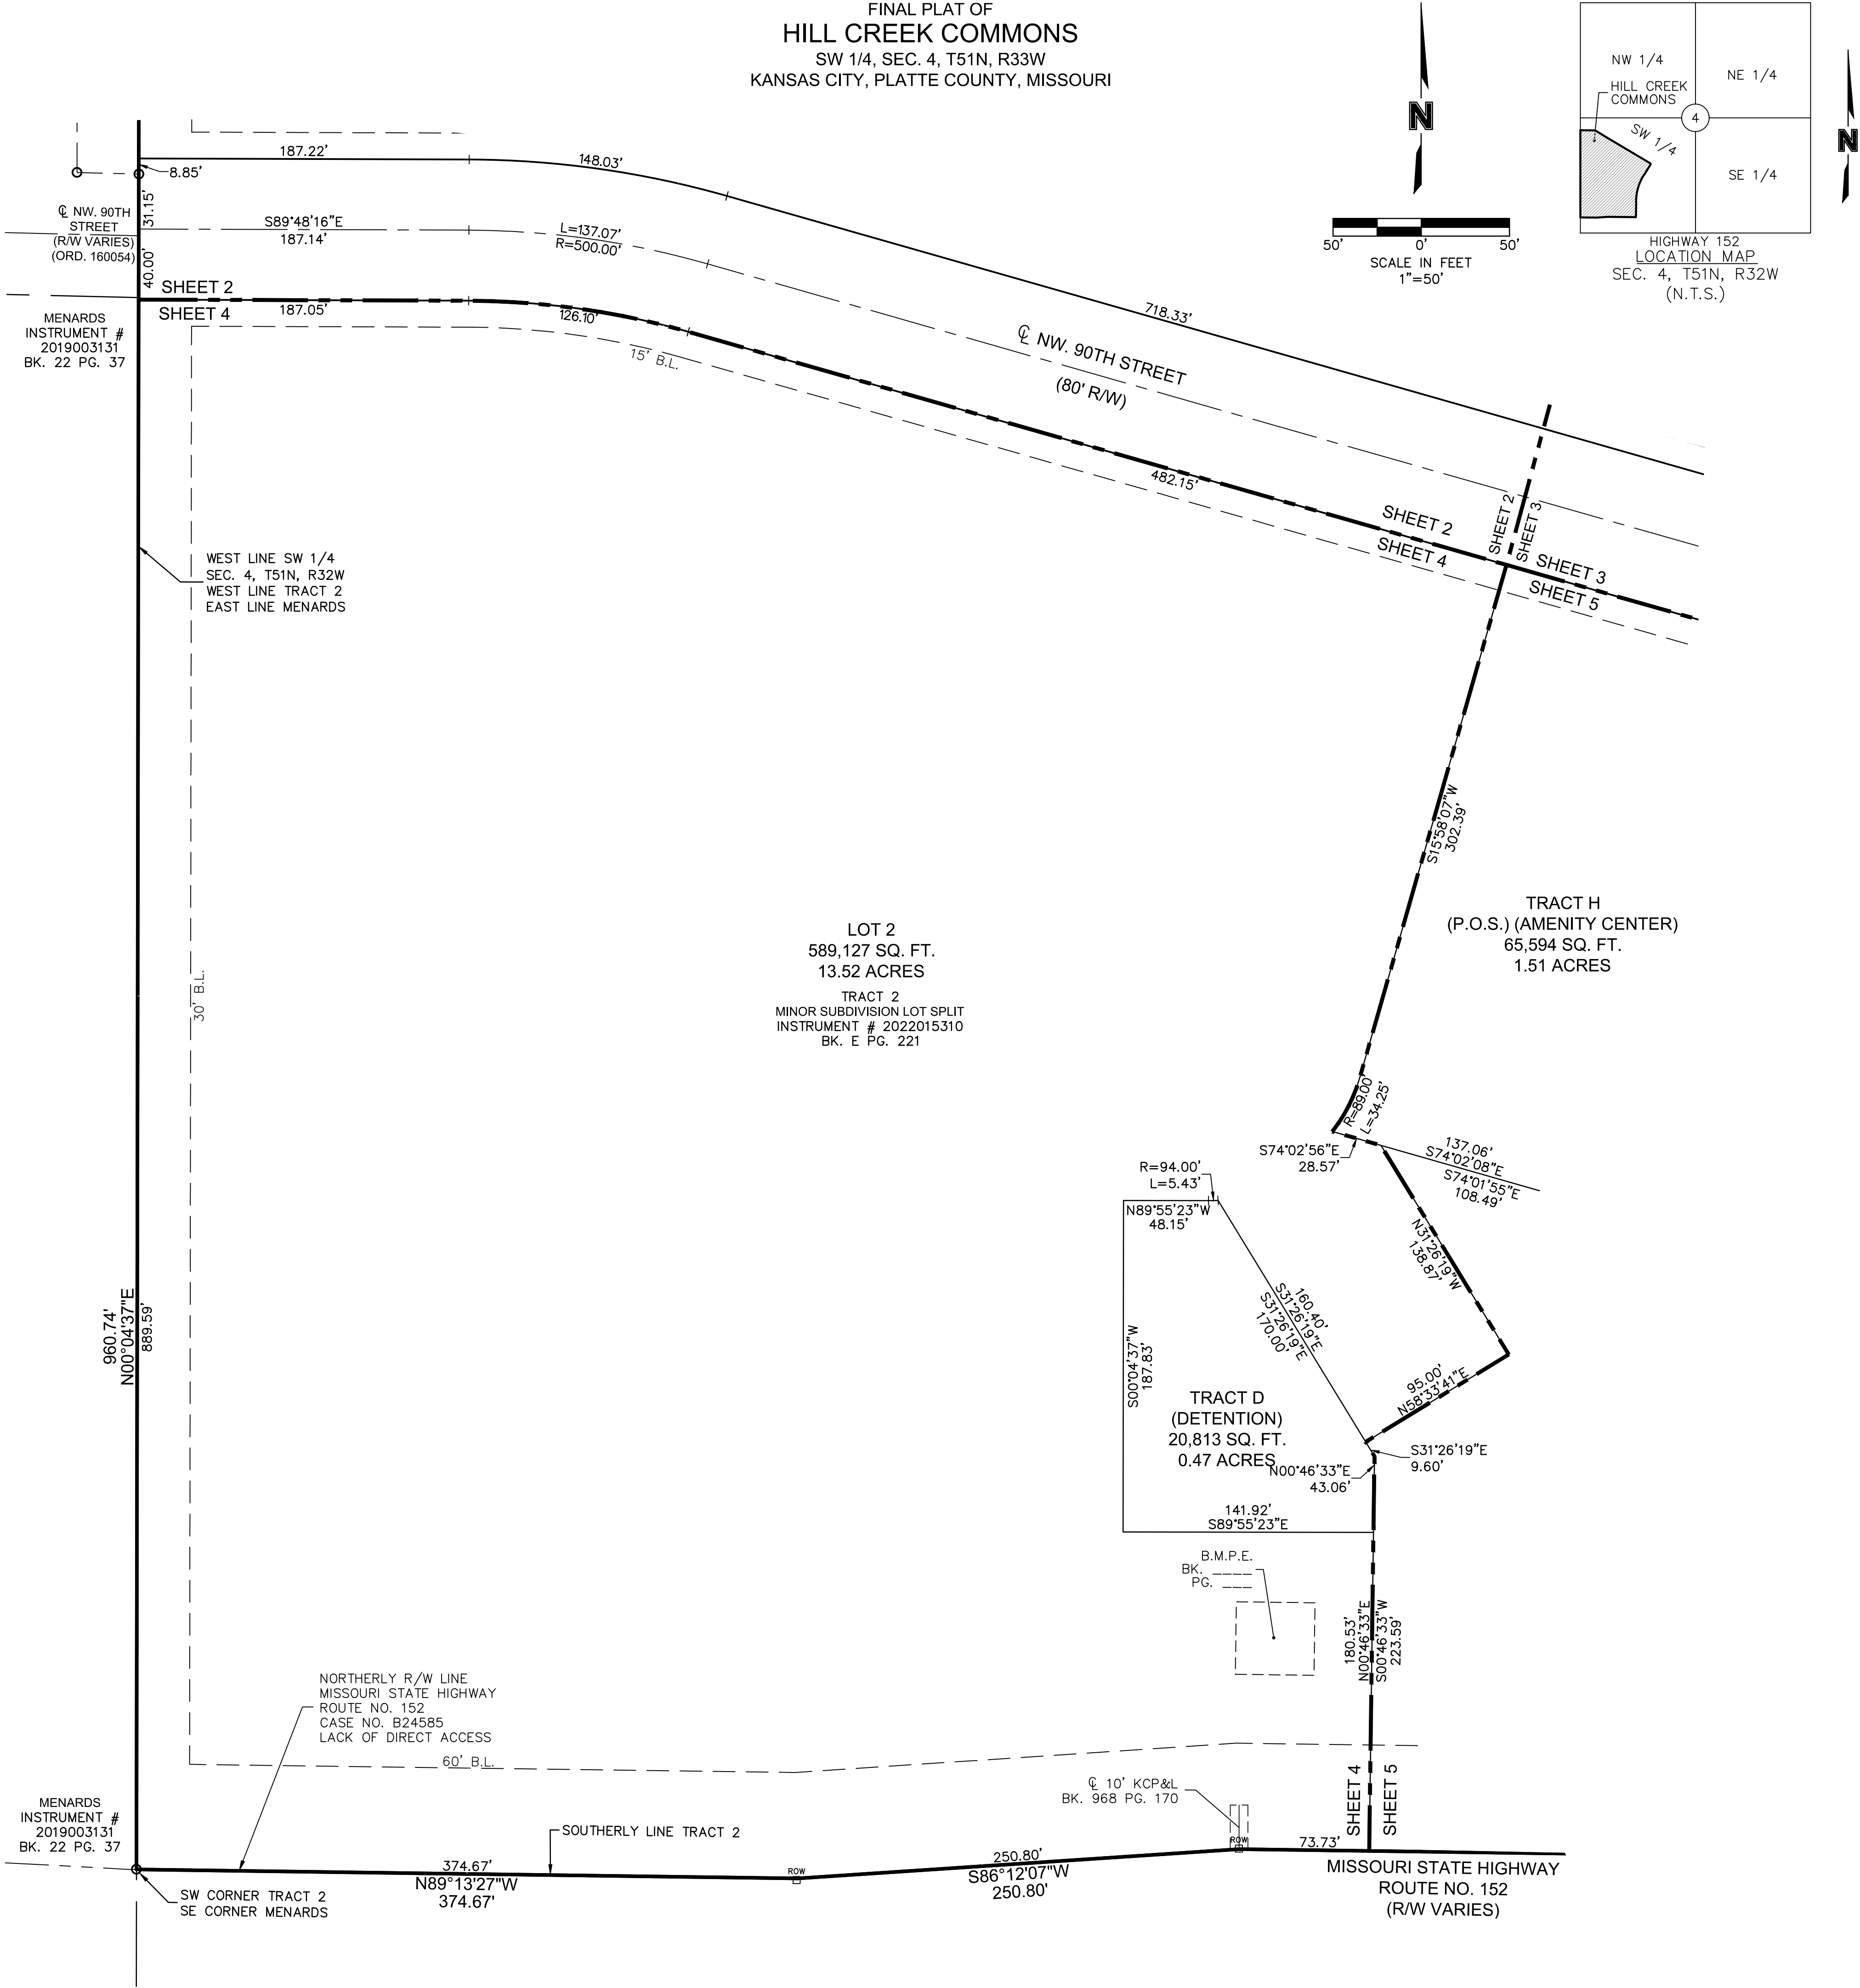 FINAL PLAT OF
HILL CREEK COMMONS
SW 1/4, SEC. 4, T51N, R33W
KANSAS CITY, PLATTE COUNTY, MISSOURI
N
50' 0' 50'
SCALE IN FEET
1"=50'
NW 1/4
NE 1/4
HILL CREEK
COMMONS
4
SW 1/4
SE 1/4
HIGHWAY 152
LOCATION MAP
SEC. 4, T51N, R32W
(N.T.S.)
N
187.22'
148.03'
8.85'
31.15'
℄ NW. 90TH
STREET
(R/W VARIES)
(ORD. 160054)
S89°48'16"E
187.14'
L=137.07'
R=500.00'
40.00'
SHEET 2
SHEET 4
187.05'
126.10'
15' B.L.
MENARDS
INSTRUMENT #
2019003131
BK. 22 PG. 37
718.33'
℄ NW. 90TH STREET
(80' R/W)
482.15'
SHEET 2
SHEET 4
SHEET 2
SHEET 3
SHEET 3
SHEET 5
WEST LINE SW 1/4
SEC. 4, T51N, R32W
WEST LINE TRACT 2
EAST LINE MENARDS
30' B.L.
S15°58'07"W
302.39'
LOT 2
589,127 SQ. FT.
13.52 ACRES
TRACT 2
MINOR SUBDIVISION LOT SPLIT
INSTRUMENT # 2022015310
BK. E PG. 221
TRACT H
(P.O.S.) (AMENITY CENTER)
65,594 SQ. FT.
1.51 ACRES
R=89.00'
L=34.25'
S74°02'56"E
28.57'
137.06'
S74°02'08"E
S74°01'55"E
108.49'
R=94.00'
L=5.43'
N89°55'23"W
48.15'
N31°26'19"W
138.87'
160.40'
S31°26'19"E
S31°26'19"E
170.00'
S00°04'37"W
187.83'
960.74'
N00°04'37"E
889.59'
TRACT D
(DETENTION)
20,813 SQ. FT.
0.47 ACRES
95.00'
N58°33'41"E
S31°26'19"E
9.60'
N00°46'33"E
43.06'
141.92'
S89°55'23"E
B.M.P.E.
BK. ____
PG. ___
180.53'
N00°46'33"E
S00°46'33"W
223.59'
NORTHERLY R/W LINE
MISSOURI STATE HIGHWAY
ROUTE NO. 152
CASE NO. B24585
LACK OF DIRECT ACCESS
60' B.L.
℄ 10' KCP&L
BK. 968 PG. 170
SHEET 4
SHEET 5
MENARDS
INSTRUMENT #
2019003131
BK. 22 PG. 37
SOUTHERLY LINE TRACT 2
ROW
ROW
374.67'
N89°13'27"W
374.67'
250.80'
S86°12'07"W
250.80'
73.73'
SW CORNER TRACT 2
SE CORNER MENARDS
MISSOURI STATE HIGHWAY
ROUTE NO. 152
(R/W VARIES)